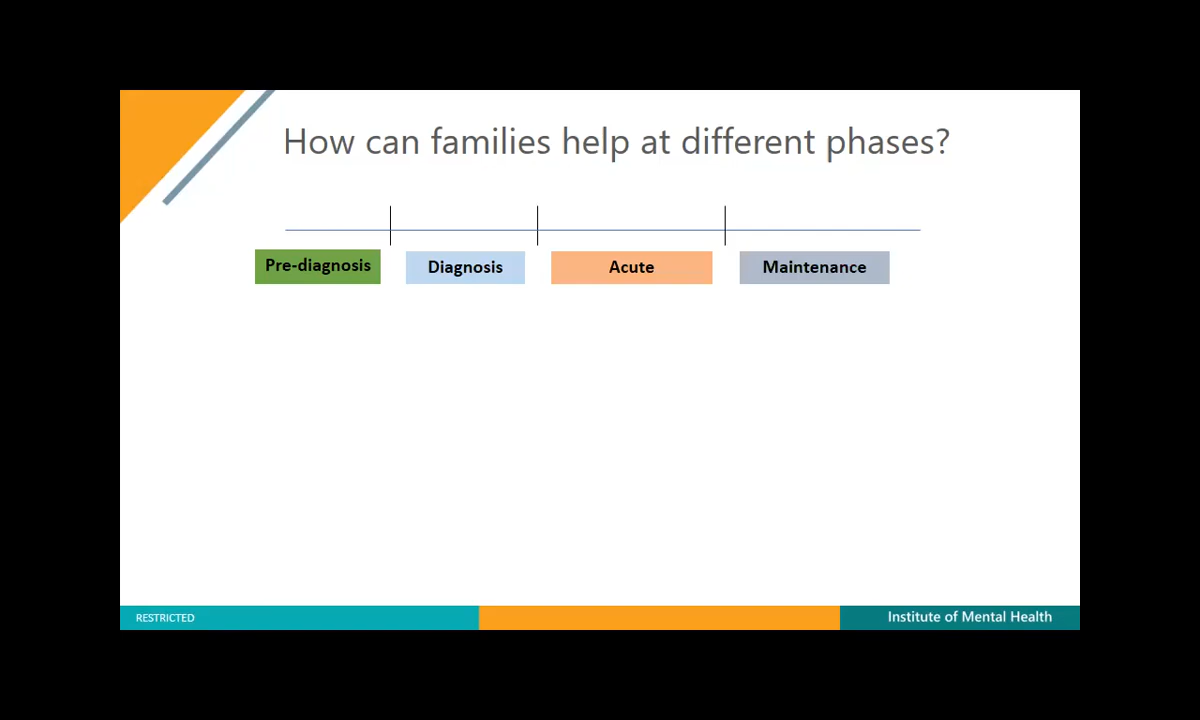 How can families help at different phases?
Pre-diagnosis
Diagnosis
Acute
Maintenance
RESTRICTED
Institute of Mental Health